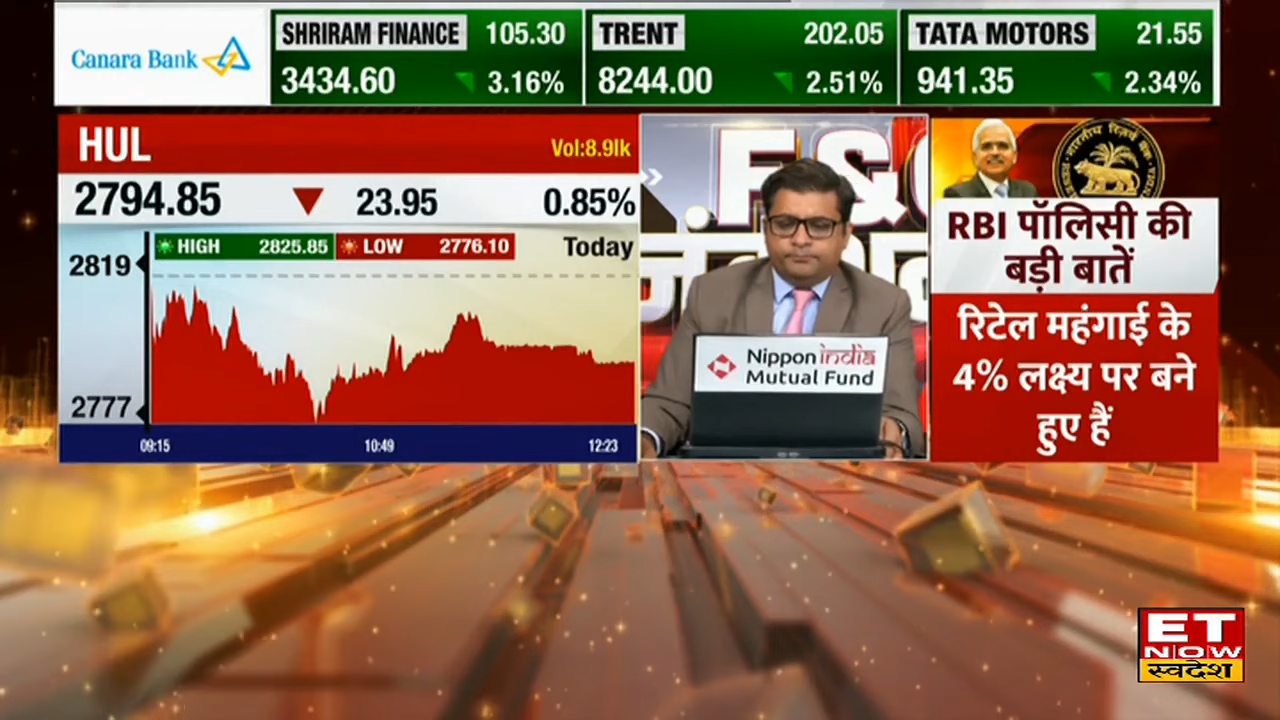 Canara Bank
SHRIRAM FINANCE 105.30
3434.60 3.16%
TRENT 202.05
8244.00 2.51%
TATA MOTORS 21.55
941.35 2.34%
HUL Vol:8.9lk
2794.85 23.95 0.85%
HIGH 2825.85 LOW 2776.10 Today
2819
2777
09:15 10:49 12:23
F&
Nippon india
Mutual Fund
RBI पॉलिसी की
बड़ी बातें
रिटेल महंगाई के
4% लक्ष्य पर बने
हुए हैं
ET
NOW
स्वदेश